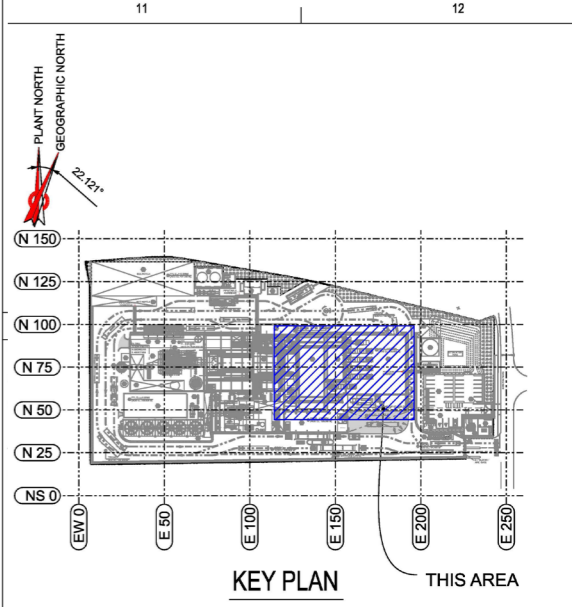 11
12
PLANT NORTH
GEOGRAPHIC NORTH
22.121°
N 150
N 125
N 100
N 75
N 50
N 25
NS 0
EW 0
E 50
E 100
E 150
E 200
E 250
KEY PLAN
THIS AREA